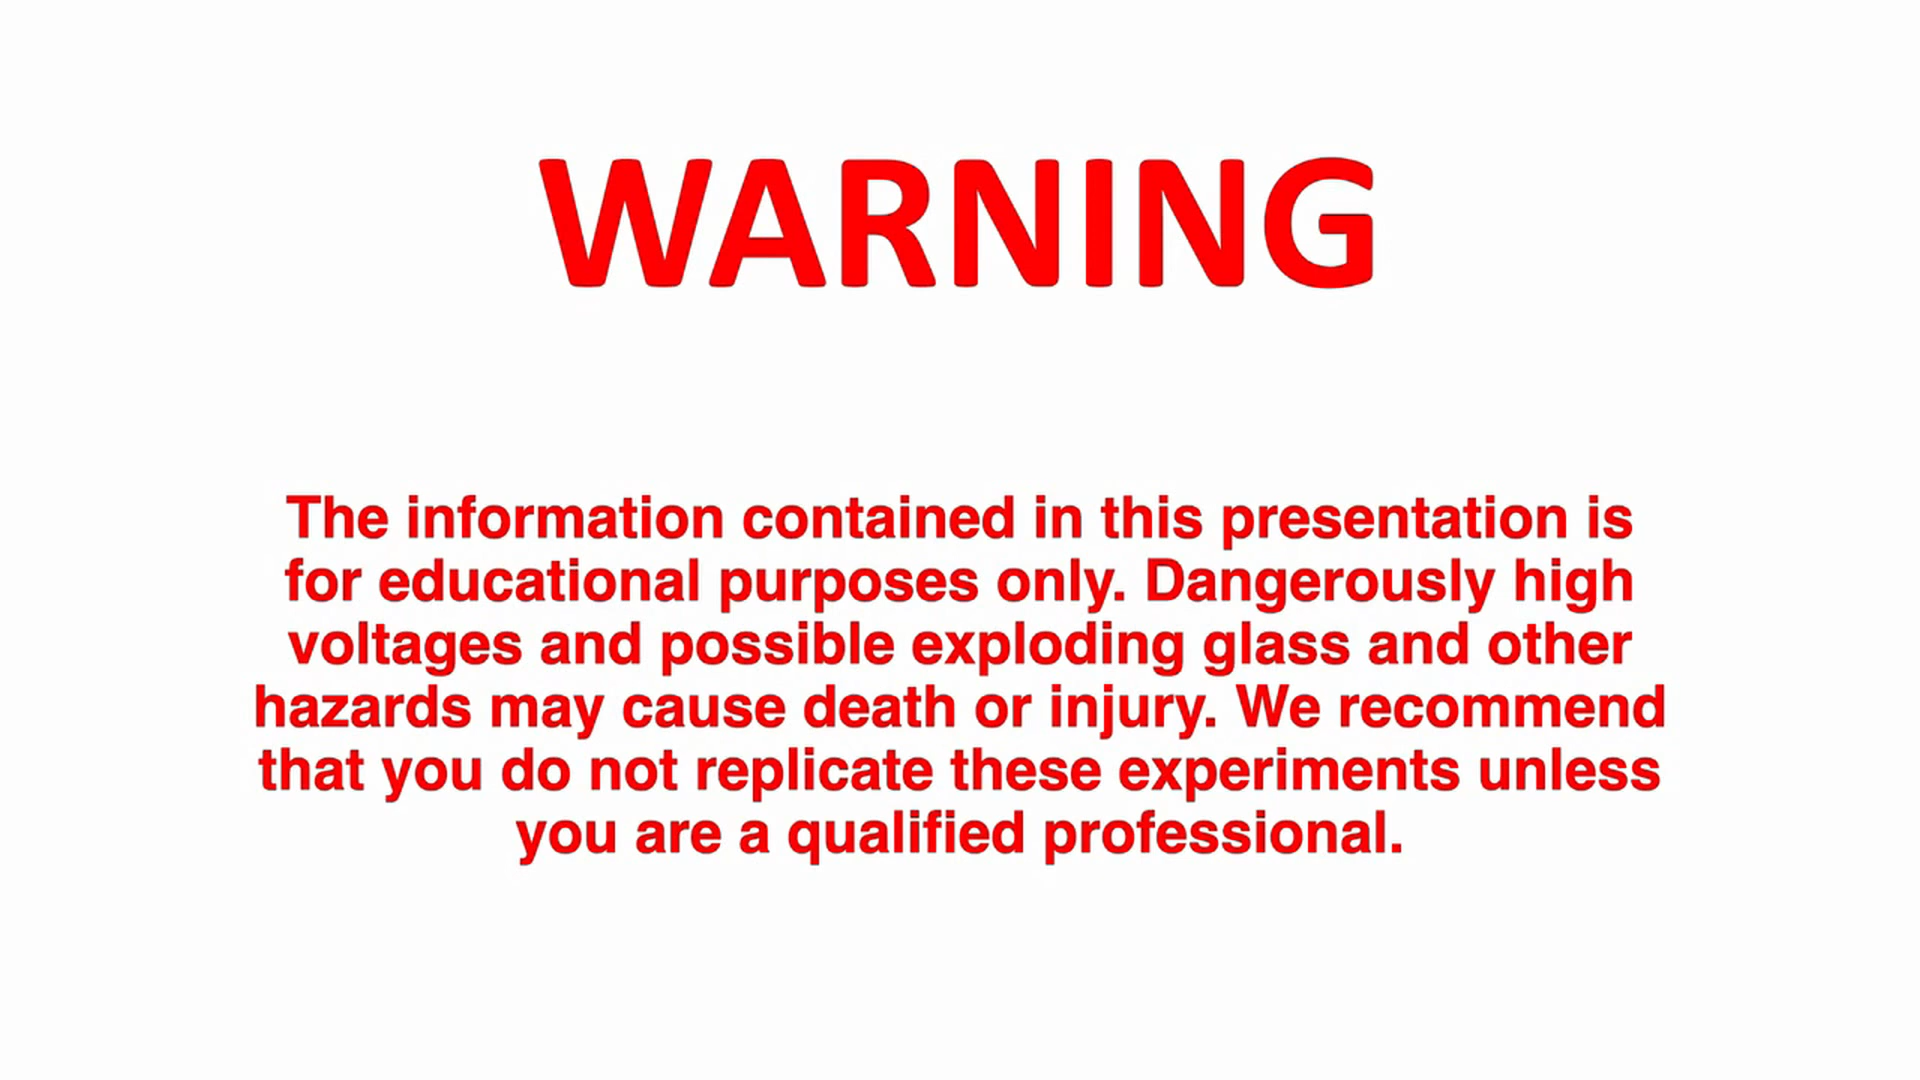 WARNING
The information contained in this presentation is
for educational purposes only. Dangerously high
voltages and possible exploding glass and other
hazards may cause death or injury. We recommend
that you do not replicate these experiments unless
you are a qualified professional.